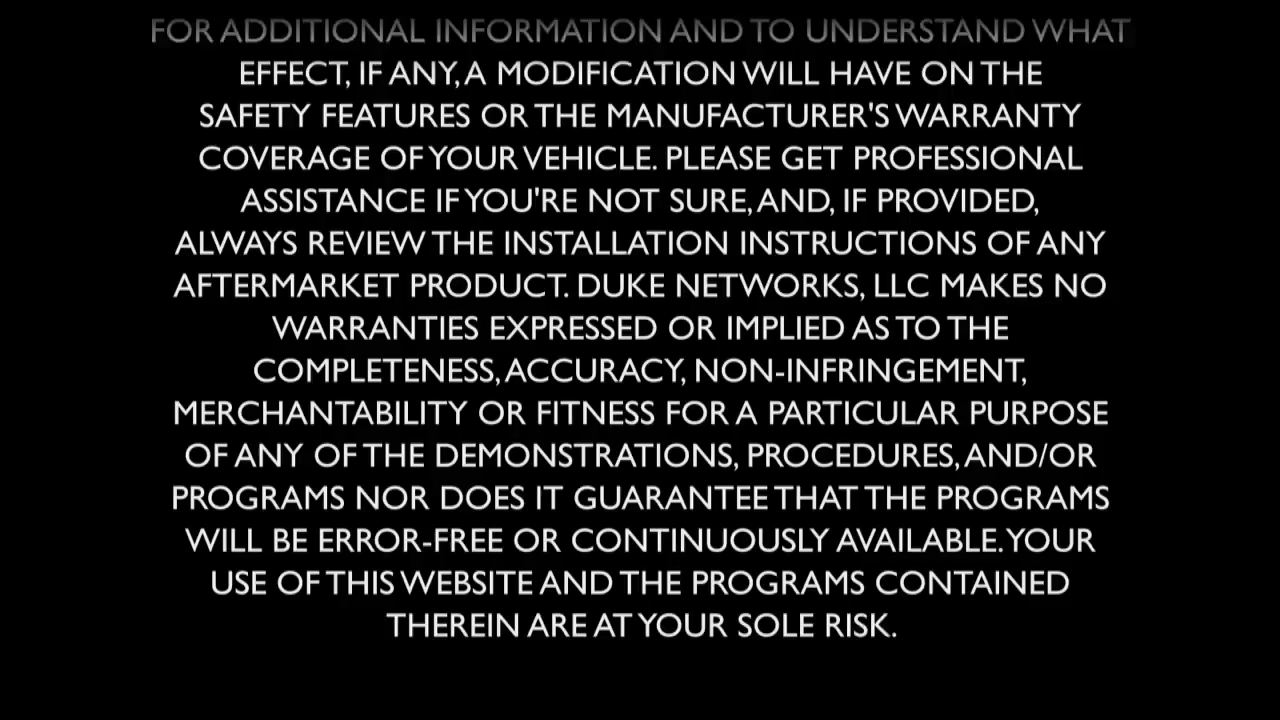 FOR ADDITIONAL INFORMATION AND TO UNDERSTAND WHAT
EFFECT, IF ANY, A MODIFICATION WILL HAVE ON THE
SAFETY FEATURES OR THE MANUFACTURER'S WARRANTY
COVERAGE OF YOUR VEHICLE. PLEASE GET PROFESSIONAL
ASSISTANCE IF YOU'RE NOT SURE, AND, IF PROVIDED,
ALWAYS REVIEW THE INSTALLATION INSTRUCTIONS OF ANY
AFTERMARKET PRODUCT. DUKE NETWORKS, LLC MAKES NO
WARRANTIES EXPRESSED OR IMPLIED AS TO THE
COMPLETENESS, ACCURACY, NON-INFRINGEMENT,
MERCHANTABILITY OR FITNESS FOR A PARTICULAR PURPOSE
OF ANY OF THE DEMONSTRATIONS, PROCEDURES, AND/OR
PROGRAMS NOR DOES IT GUARANTEE THAT THE PROGRAMS
WILL BE ERROR-FREE OR CONTINUOUSLY AVAILABLE. YOUR
USE OF THIS WEBSITE AND THE PROGRAMS CONTAINED
THEREIN ARE AT YOUR SOLE RISK.